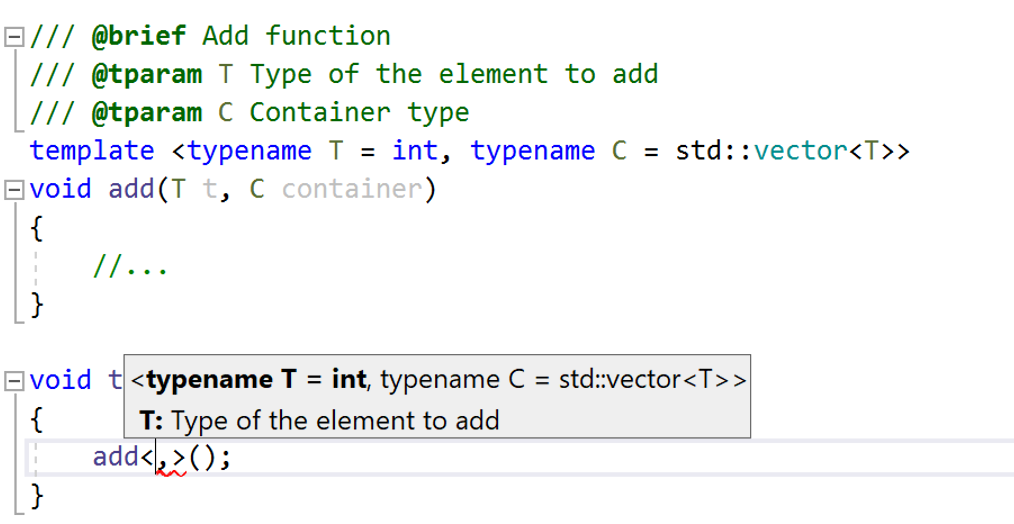 /// @brief Add function
/// @tparam T Type of the element to add
/// @tparam C Container type
template <typename T = int, typename C = std::vector<T>>
void add(T t, C container)
{
//...
}
void t
<typename T = int, typename C = std::vector<T>>
T: Type of the element to add
{
add<,>();
}